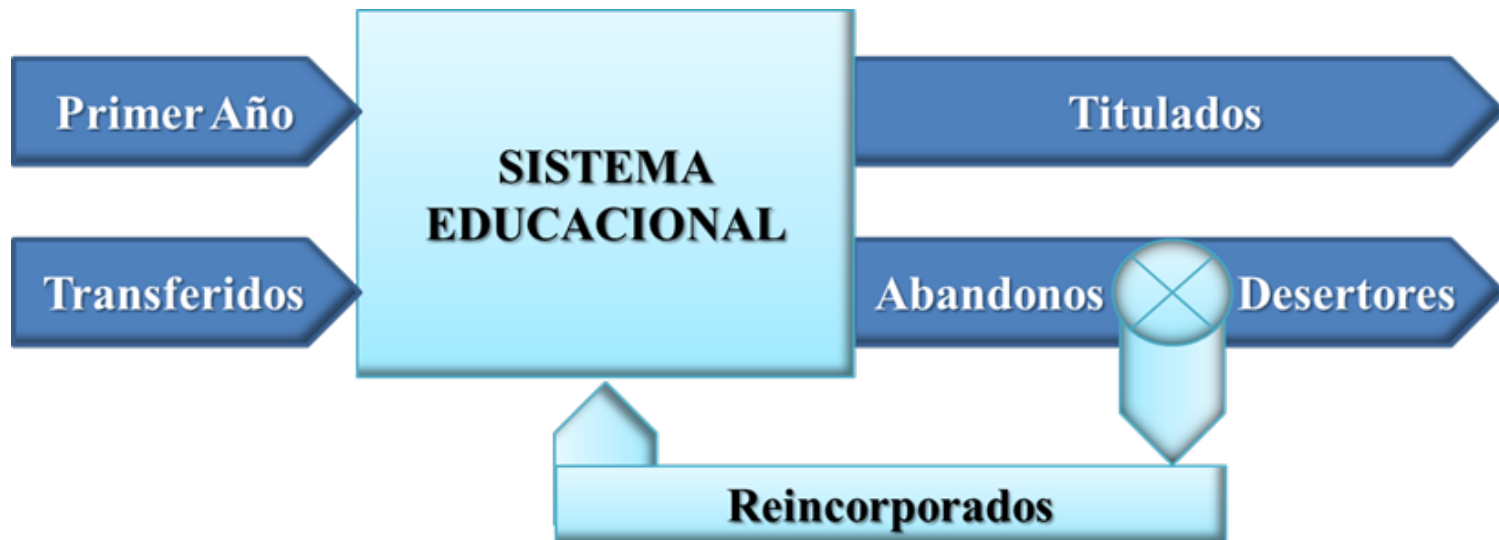 Primer Año
Transferidos
SISTEMA
EDUCACIONAL
Titulados
Abandonos
Desertores
Reincorporados